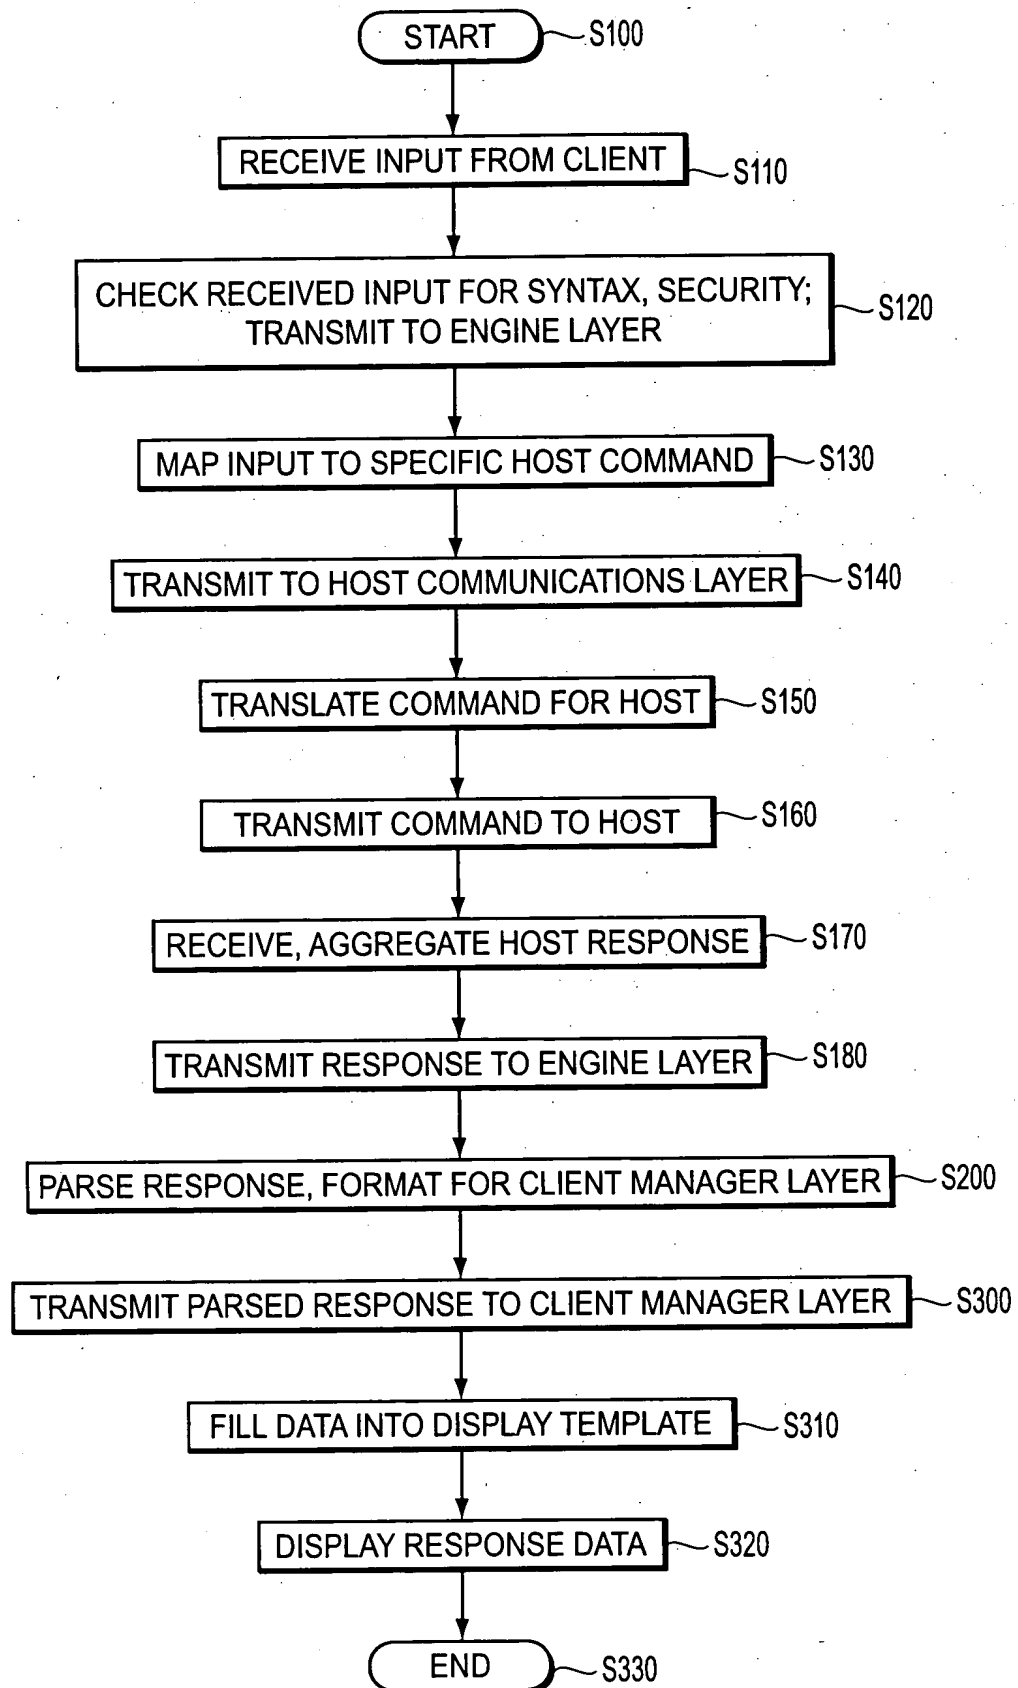 START
S100
RECEIVE INPUT FROM CLIENT
S110
CHECK RECEIVED INPUT FOR SYNTAX, SECURITY;
TRANSMIT TO ENGINE LAYER
S120
MAP INPUT TO SPECIFIC HOST COMMAND
S130
TRANSMIT TO HOST COMMUNICATIONS LAYER
S140
TRANSLATE COMMAND FOR HOST
S150
TRANSMIT COMMAND TO HOST
S160
RECEIVE, AGGREGATE HOST RESPONSE
S170
TRANSMIT RESPONSE TO ENGINE LAYER
S180
PARSE RESPONSE, FORMAT FOR CLIENT MANAGER LAYER
S200
TRANSMIT PARSED RESPONSE TO CLIENT MANAGER LAYER
S300
FILL DATA INTO DISPLAY TEMPLATE
S310
DISPLAY RESPONSE DATA
S320
END
S330